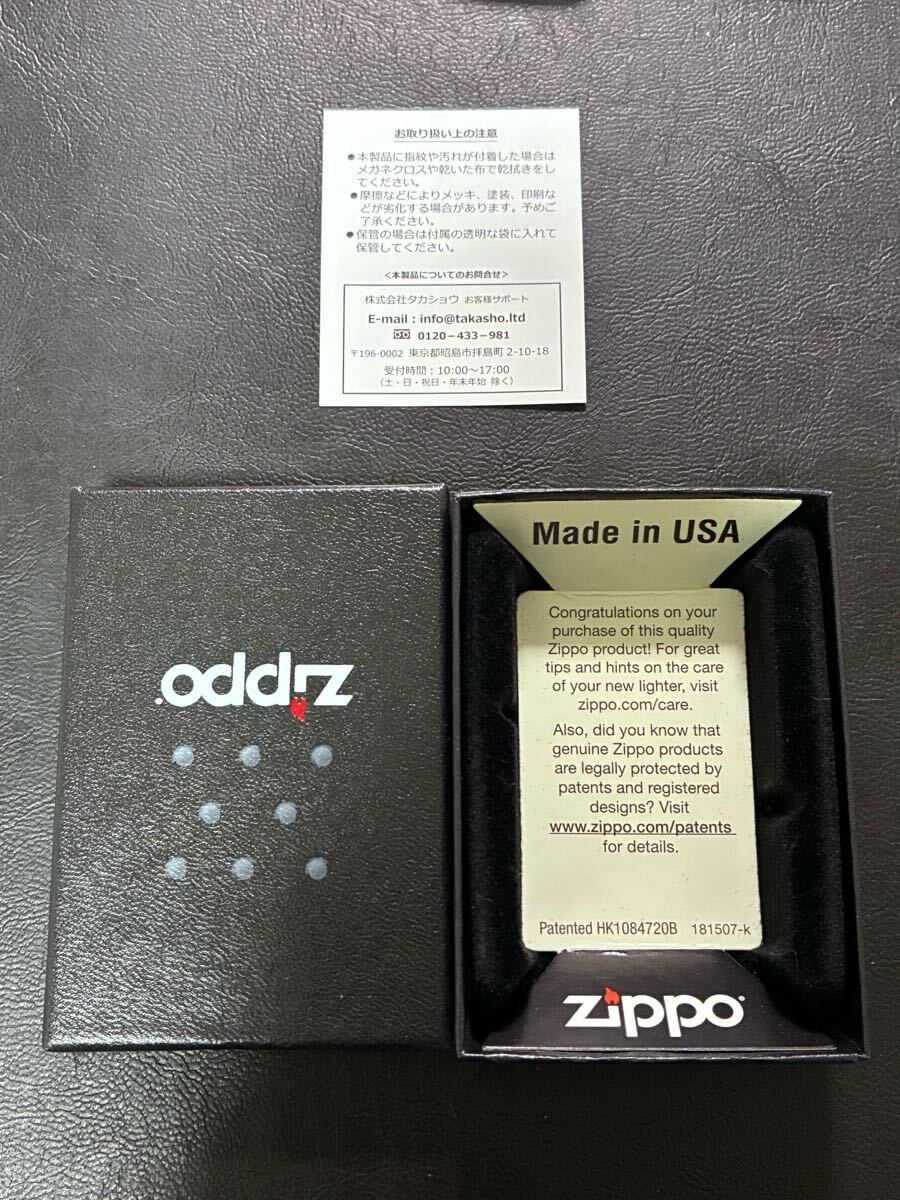 お取り扱い上の注意
●本製品に指紋や汚れが付着した場合は
メガネクロスや乾いた布で乾拭きをし
てください。
●摩擦などによりメッキ、塗装、印刷な
どが劣化する場合があります。予めご
了承ください。
●保管の場合は付属の透明な袋に入れて
保管してください。
<本製品についてのお問合せ>
株式会社タカショウ お客様サポート
E-mail : info@takasho.ltd
0120-433-981
〒196-0002 東京都昭島市拝島町 2-10-18
受付時間：10:00～17:00
（土・日・祝日・年末年始 除く）
zippo.
Made in USA
Congratulations on your
purchase of this quality
Zippo product! For great
tips and hints on the care
of your new lighter, visit
zippo.com/care.
Also, did you know that
genuine Zippo products
are legally protected by
patents and registered
designs? Visit
www.zippo.com/patents
for details.
Patented HK1084720B 181507-k
zippo